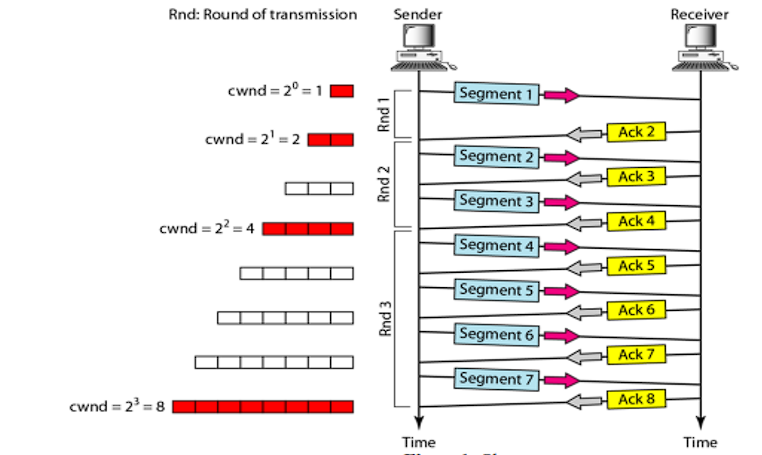 Rnd: Round of transmission
Sender
Receiver
cwnd = 2⁰ = 1
Rnd 1
Segment 1
Ack 2
cwnd = 2¹ = 2
Rnd 2
Segment 2
Ack 3
Segment 3
Ack 4
cwnd = 2² = 4
Rnd 3
Segment 4
Ack 5
Segment 5
Ack 6
Segment 6
Ack 7
Segment 7
Ack 8
cwnd = 2³ = 8
Time
Time